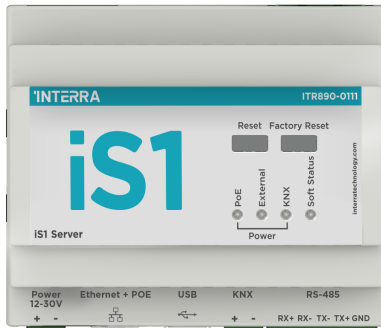 INTERRA ITR890-0111
iS1
Reset Factory Reset
PoE
External
KNX
Soft Status
Power
interratechnology.com
iS1 Server
Power Ethernet + POE USB KNX RS-485
12-30V
+ - + - RX+ RX- TX- TX+ GND